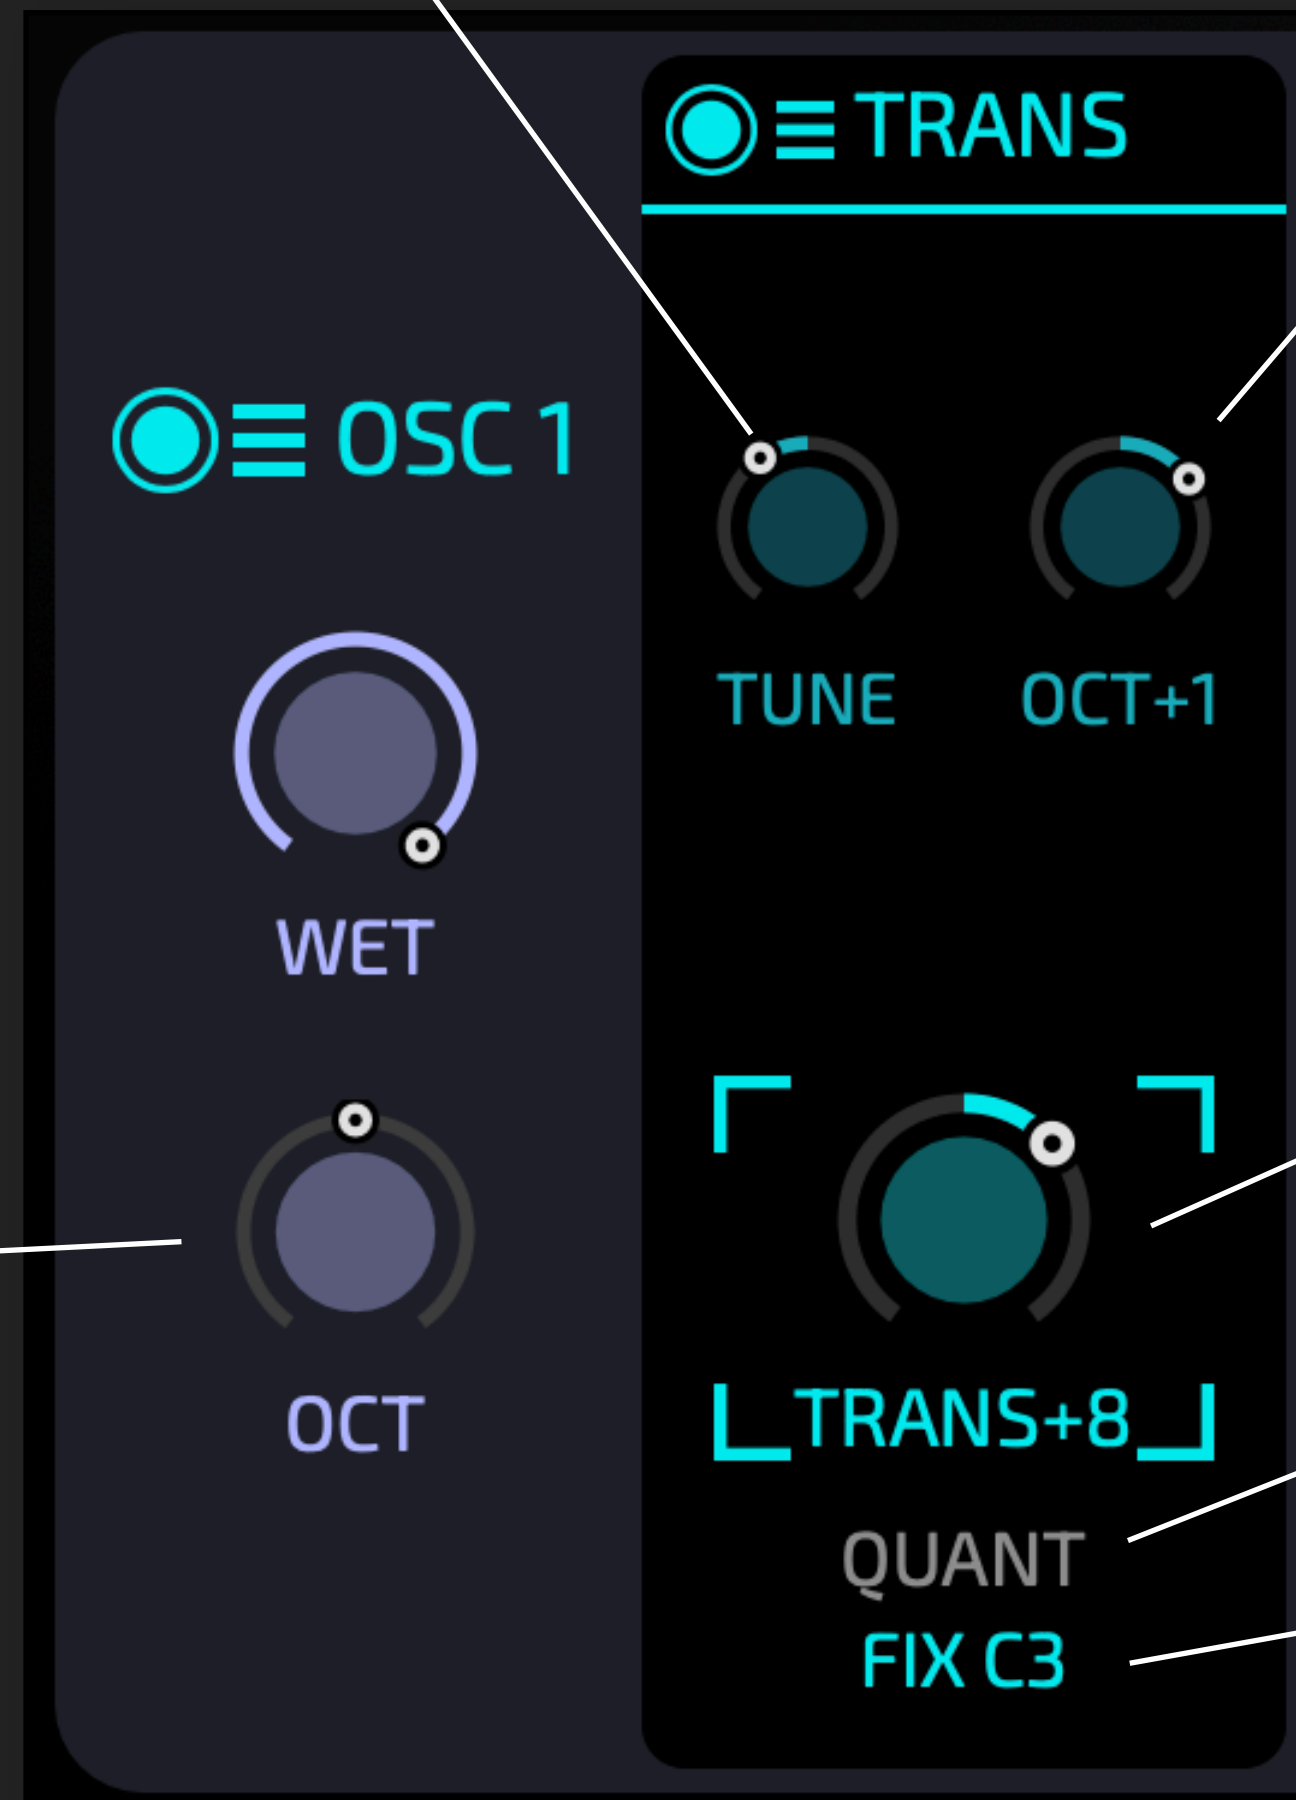 OSC 1
WET
OCT
TRANS
TUNE
OCT+1
TRANS+8
QUANT
FIX C3